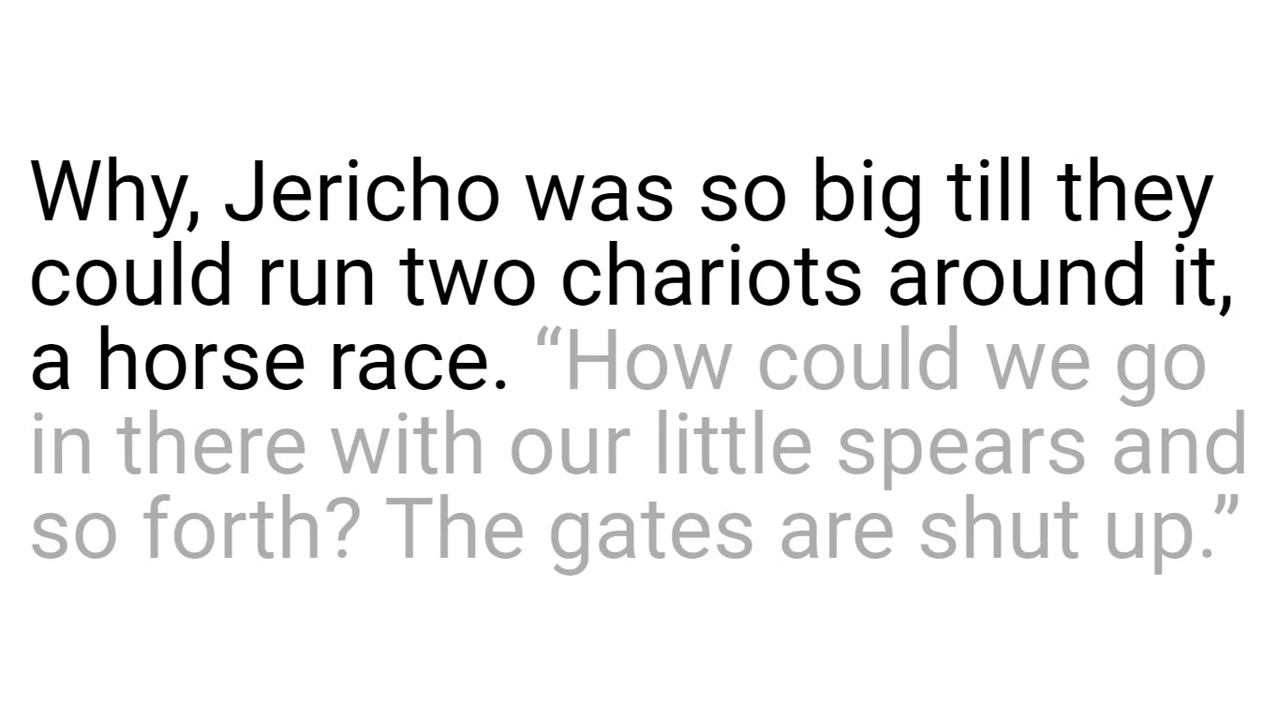 Why, Jericho was so big till they
could run two chariots around it,
a horse race. “How could we go
in there with our little spears and
so forth? The gates are shut up.”